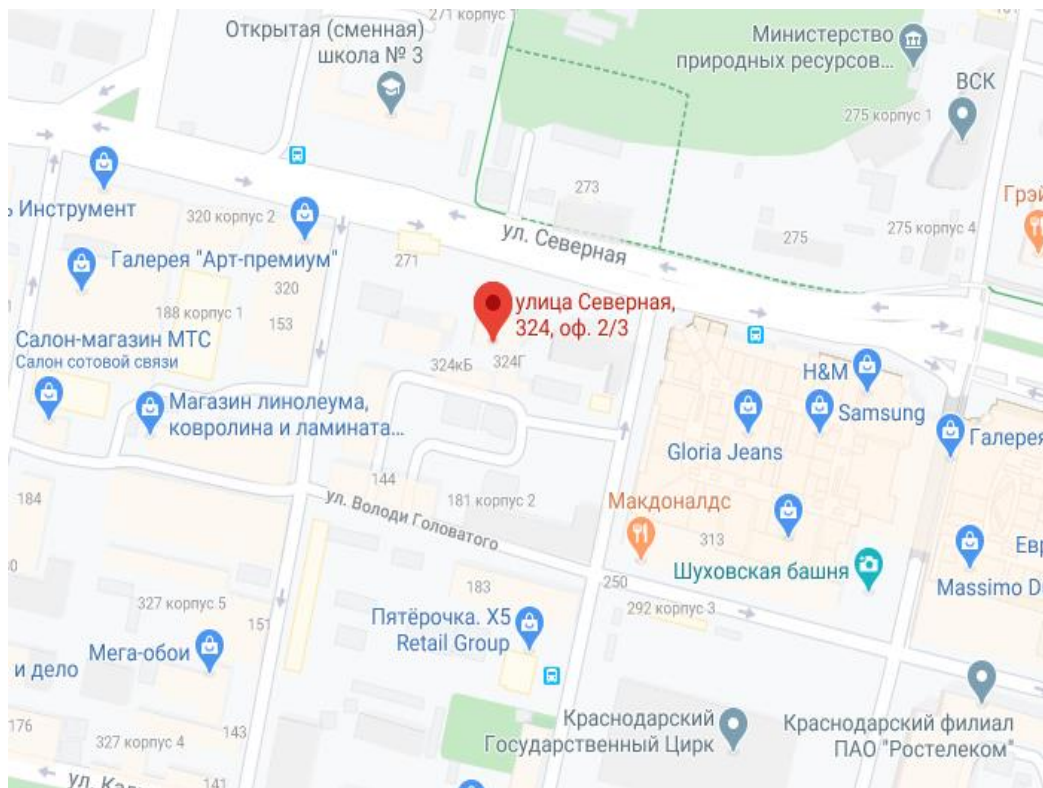 271 корпус
Открытая (сменная)
школа № 3
Министерство
природных ресурсов...
ВСК
275 корпус 1
Инструмент
320 корпус 2
273
Грэй
275 корпус 4
275
ул. Северная
271
Галерея "Арт-премиум"
320
188 корпус 1
153
улица Северная,
324, оф. 2/3
Салон-магазин МТС
Салон сотовой связи
324кБ
324Г
H&M
Samsung
Магазин линолеума,
ковролина и ламината...
Gloria Jeans
Галерея
144
184
181 корпус 2
ул. Володи Головатого
Макдоналдс
313
Шуховская башня
Евр
Massimo D
183
250
292 корпус 3
327 корпус 5
151
Пятёрочка. X5
Retail Group
Мега-обои
и дело
176
327 корпус 4
143
Краснодарский
Государственный Цирк
Краснодарский филиал
ПАО "Ростелеком"
141